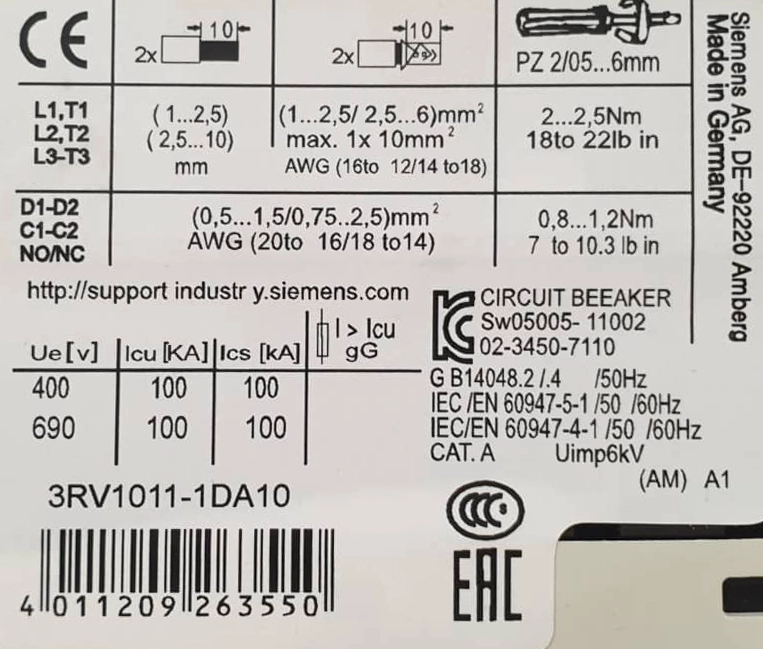 CE
10
2x
10
2x
PZ 2/05...6mm
L1,T1
L2,T2
L3-T3
(1...2,5)
(2,5...10)
mm
(1...2,5/ 2,5...6)mm²
max. 1x 10mm²
AWG (16to 12/14 to18)
2...2,5Nm
18to 22lb in
D1-D2
C1-C2
NO/NC
(0,5...1,5/0,75..2,5)mm²
AWG (20to 16/18 to14)
0,8...1,2Nm
7 to 10.3 lb in
Siemens AG, DE-92220 Amberg
Made in Germany
http://support industr y.siemens.com
Ue[v] Icu [KA] Ics [kA] I > Icu
gG
400 100 100
690 100 100
CIRCUIT BEEAKER
Sw05005- 11002
02-3450-7110
G B14048.2 /.4 /50Hz
IEC /EN 60947-5-1 /50 /60Hz
IEC/EN 60947-4-1 /50 /60Hz
CAT. A Uimp6kV
(AM) A1
3RV1011-1DA10
4 011209 263550
CCC
EAC